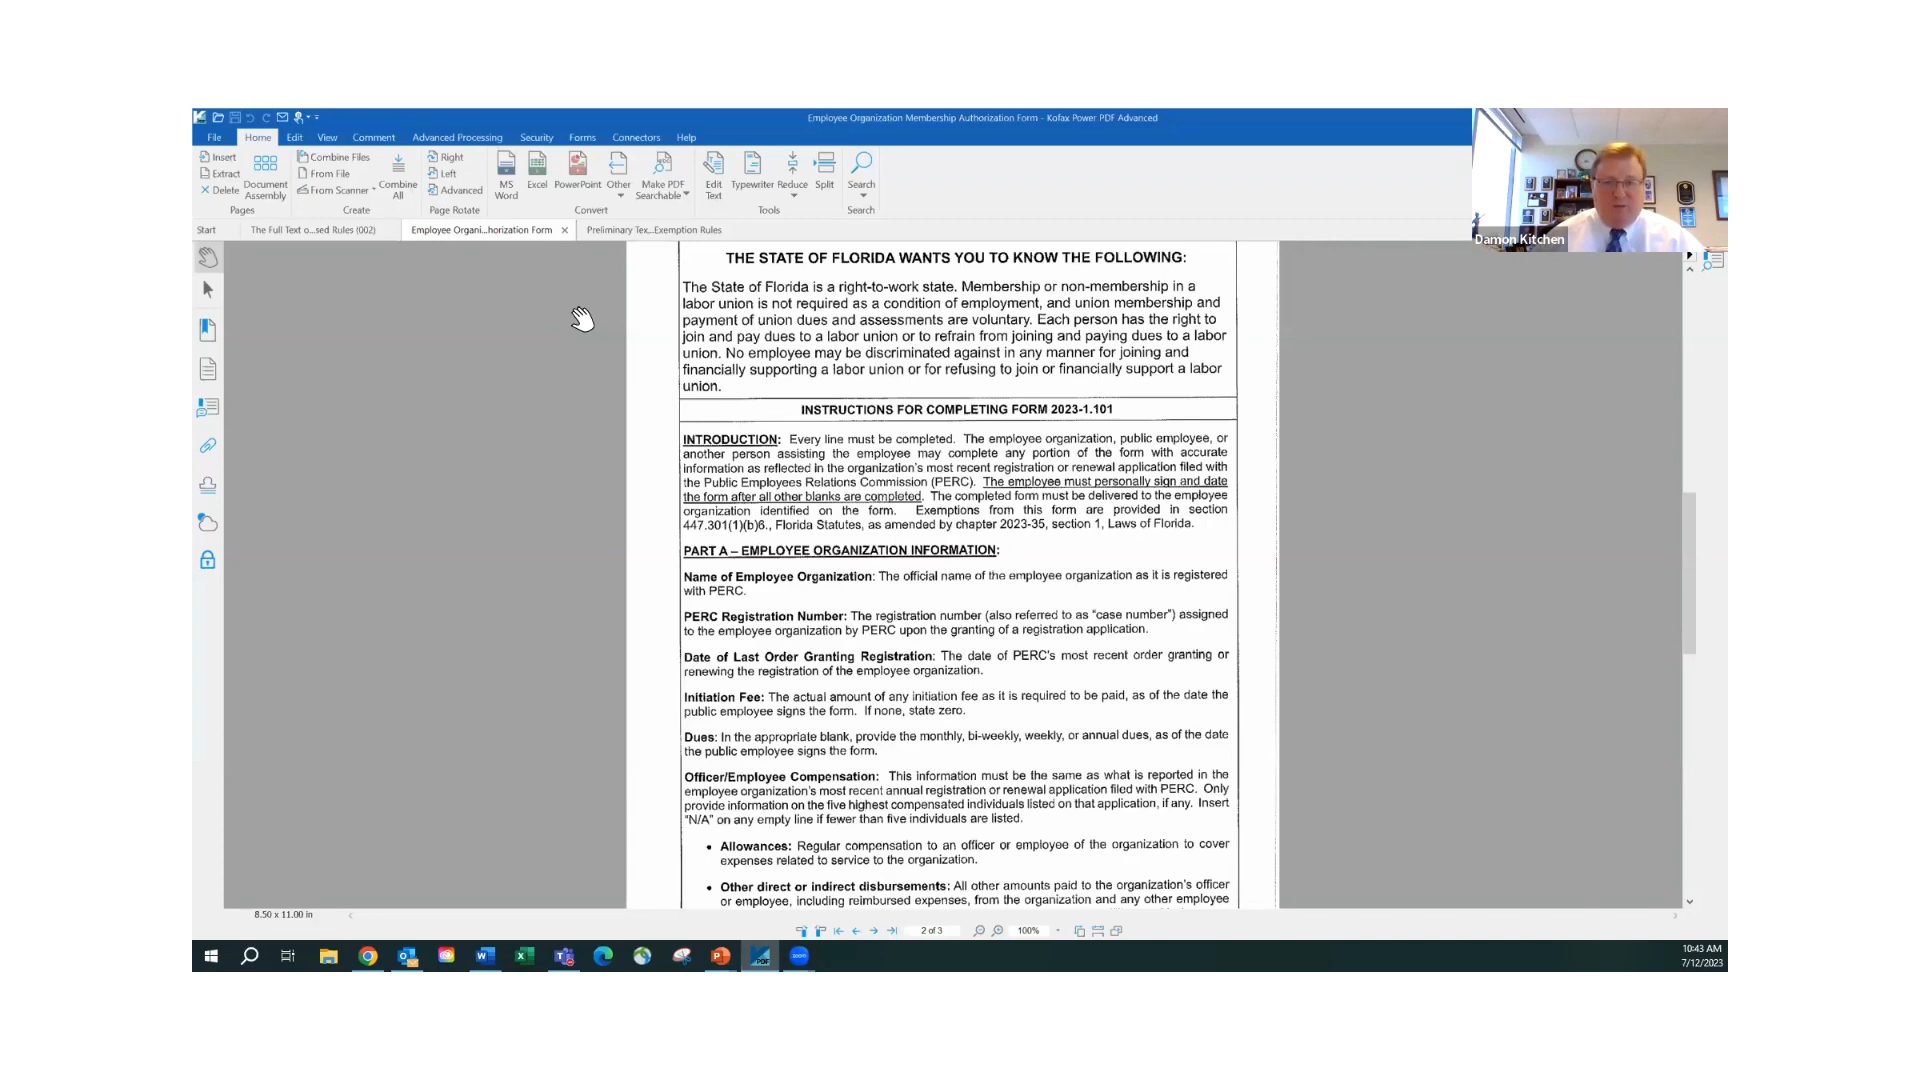 Employee Organization Membership Authorization Form - Kofax Power PDF Advanced
File Home Edit View Comment Advanced Processing Security Forms Connectors Help
Insert
Extract
Delete
Document
Assembly
Pages
Combine Files
From File
From Scanner
Combine
All
Create
Right
Left
Advanced
Page Rotate
MS
Word
Excel
PowerPoint
Other
Make PDF
Searchable
Convert
Edit
Text
Typewriter
Reduce
Split
Tools
Search
Search
Damon Kitchen
Start
The Full Text o...sed Rules (002)
Employee Organi...horization Form
Preliminary Tex...Exemption Rules
THE STATE OF FLORIDA WANTS YOU TO KNOW THE FOLLOWING:
The State of Florida is a right-to-work state. Membership or non-membership in a
labor union is not required as a condition of employment, and union membership and
payment of union dues and assessments are voluntary. Each person has the right to
join and pay dues to a labor union or to refrain from joining and paying dues to a labor
union. No employee may be discriminated against in any manner for joining and
financially supporting a labor union or for refusing to join or financially support a labor
union.
INSTRUCTIONS FOR COMPLETING FORM 2023-1.101
INTRODUCTION: Every line must be completed. The employee organization, public employee, or
another person assisting the employee may complete any portion of the form with accurate
information as reflected in the organization's most recent registration or renewal application filed with
the Public Employees Relations Commission (PERC). The employee must personally sign and date
the form after all other blanks are completed. The completed form must be delivered to the employee
organization identified on the form. Exemptions from this form are provided in section
447.301(1)(b)6., Florida Statutes, as amended by chapter 2023-35, section 1, Laws of Florida.
PART A – EMPLOYEE ORGANIZATION INFORMATION:
Name of Employee Organization: The official name of the employee organization as it is registered
with PERC.
PERC Registration Number: The registration number (also referred to as "case number") assigned
to the employee organization by PERC upon the granting of a registration application.
Date of Last Order Granting Registration: The date of PERC's most recent order granting or
renewing the registration of the employee organization.
Initiation Fee: The actual amount of any initiation fee as it is required to be paid, as of the date the
public employee signs the form. If none, state zero.
Dues: In the appropriate blank, provide the monthly, bi-weekly, weekly, or annual dues, as of the date
the public employee signs the form.
Officer/Employee Compensation: This information must be the same as what is reported in the
employee organization's most recent annual registration or renewal application filed with PERC. Only
provide information on the five highest compensated individuals listed on that application, if any. Insert
"N/A" on any empty line if fewer than five individuals are listed.
• Allowances: Regular compensation to an officer or employee of the organization to cover
expenses related to service to the organization.
• Other direct or indirect disbursements: All other amounts paid to the organization's officer
or employee, including reimbursed expenses, from the organization and any other employee
8.50 x 11.00 in
2 of 3
100%
10:43 AM
7/12/2023